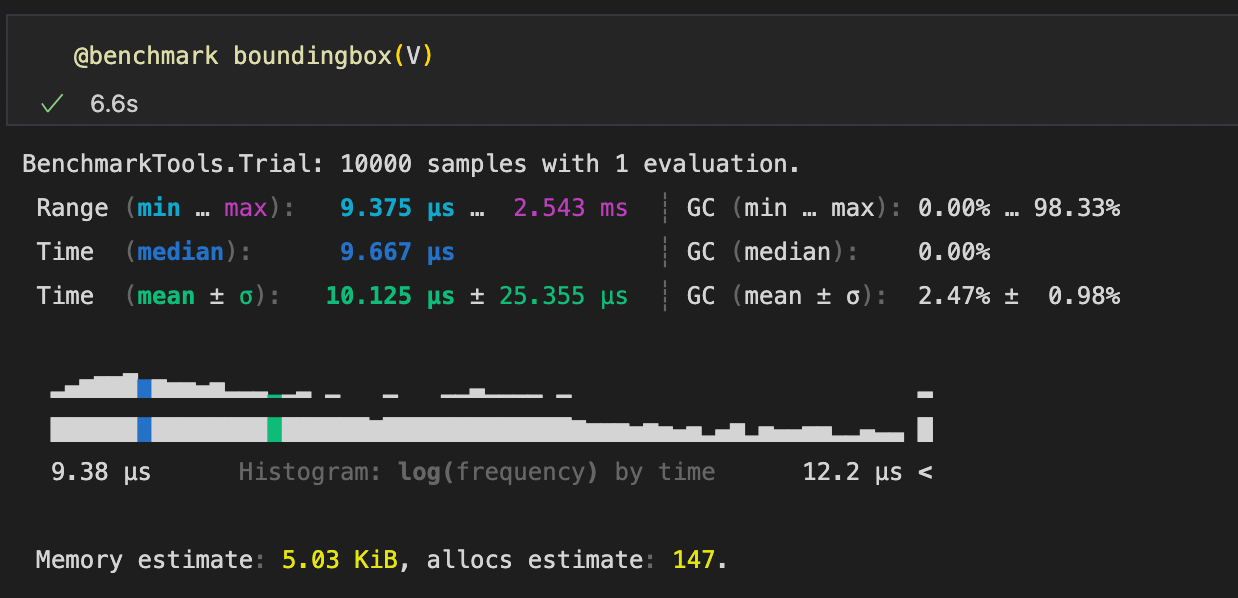 @benchmark boundingbox(V)
✓ 6.6s
BenchmarkTools.Trial: 10000 samples with 1 evaluation.
Range (min … max): 9.375 μs … 2.543 ms ┊ GC (min … max): 0.00% … 98.33%
Time (median): 9.667 μs ┊ GC (median): 0.00%
Time (mean ± σ): 10.125 μs ± 25.355 μs ┊ GC (mean ± σ): 2.47% ± 0.98%
9.38 μs Histogram: log(frequency) by time 12.2 μs <
Memory estimate: 5.03 KiB, allocs estimate: 147.